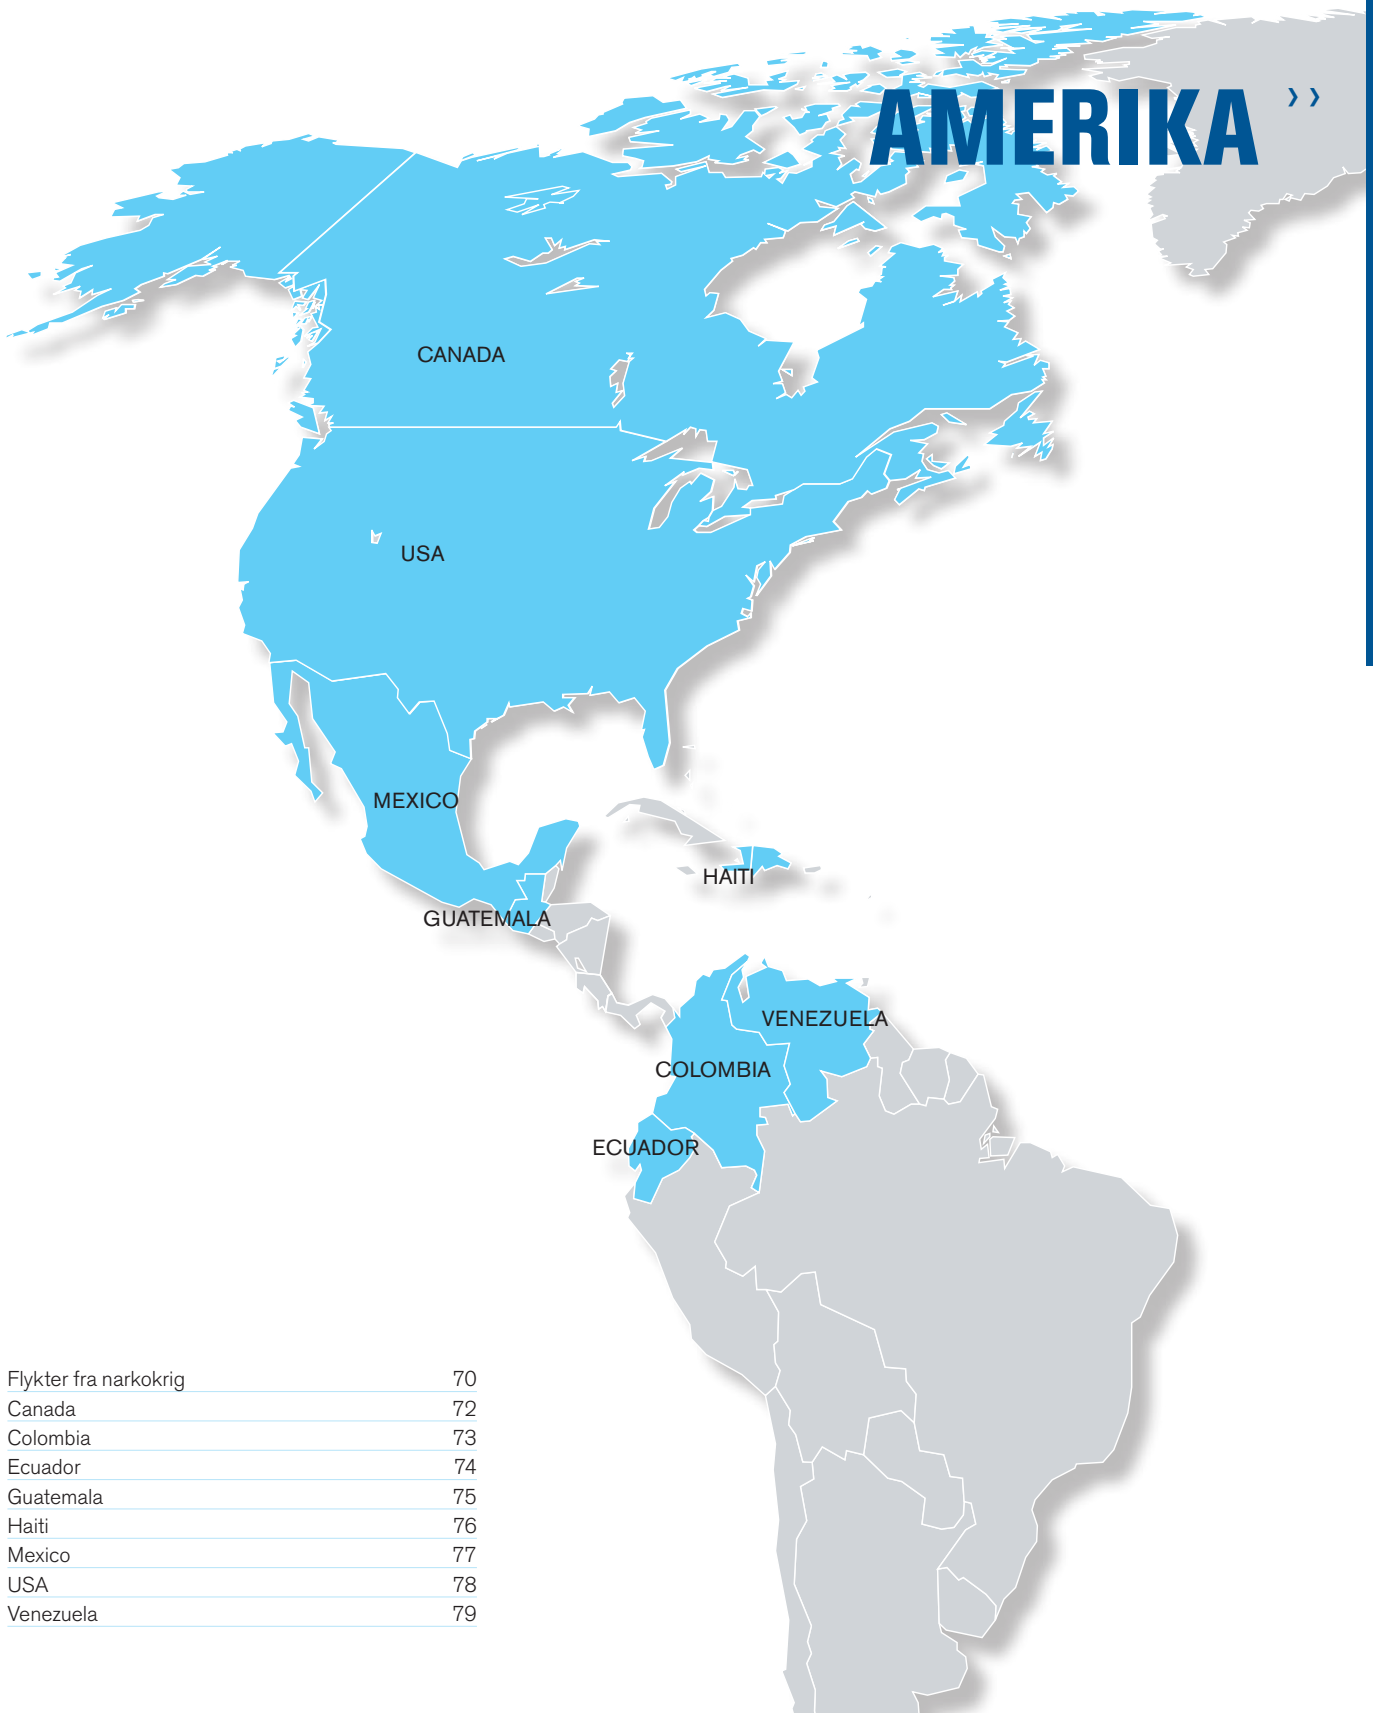 AMERIKA ››
CANADA
USA
MEXICO
HAITI
GUATEMALA
VENEZUELA
COLOMBIA
ECUADOR
Flykter fra narkokrig 70
Canada 72
Colombia 73
Ecuador 74
Guatemala 75
Haiti 76
Mexico 77
USA 78
Venezuela 79